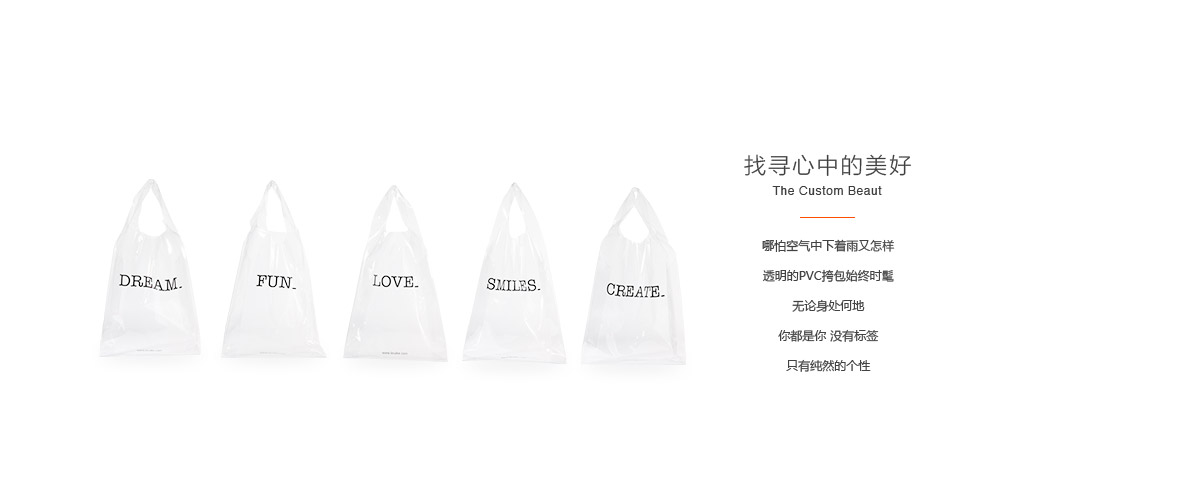 找寻心中的美好
The Custom Beaut
哪怕空气中下着雨又怎样
透明的PVC挎包始终时髦
无论身处何地
你都是你 没有标签
只有纯然的个性
DREAM.
FUN.
LOVE.
SMILES.
CREATE.